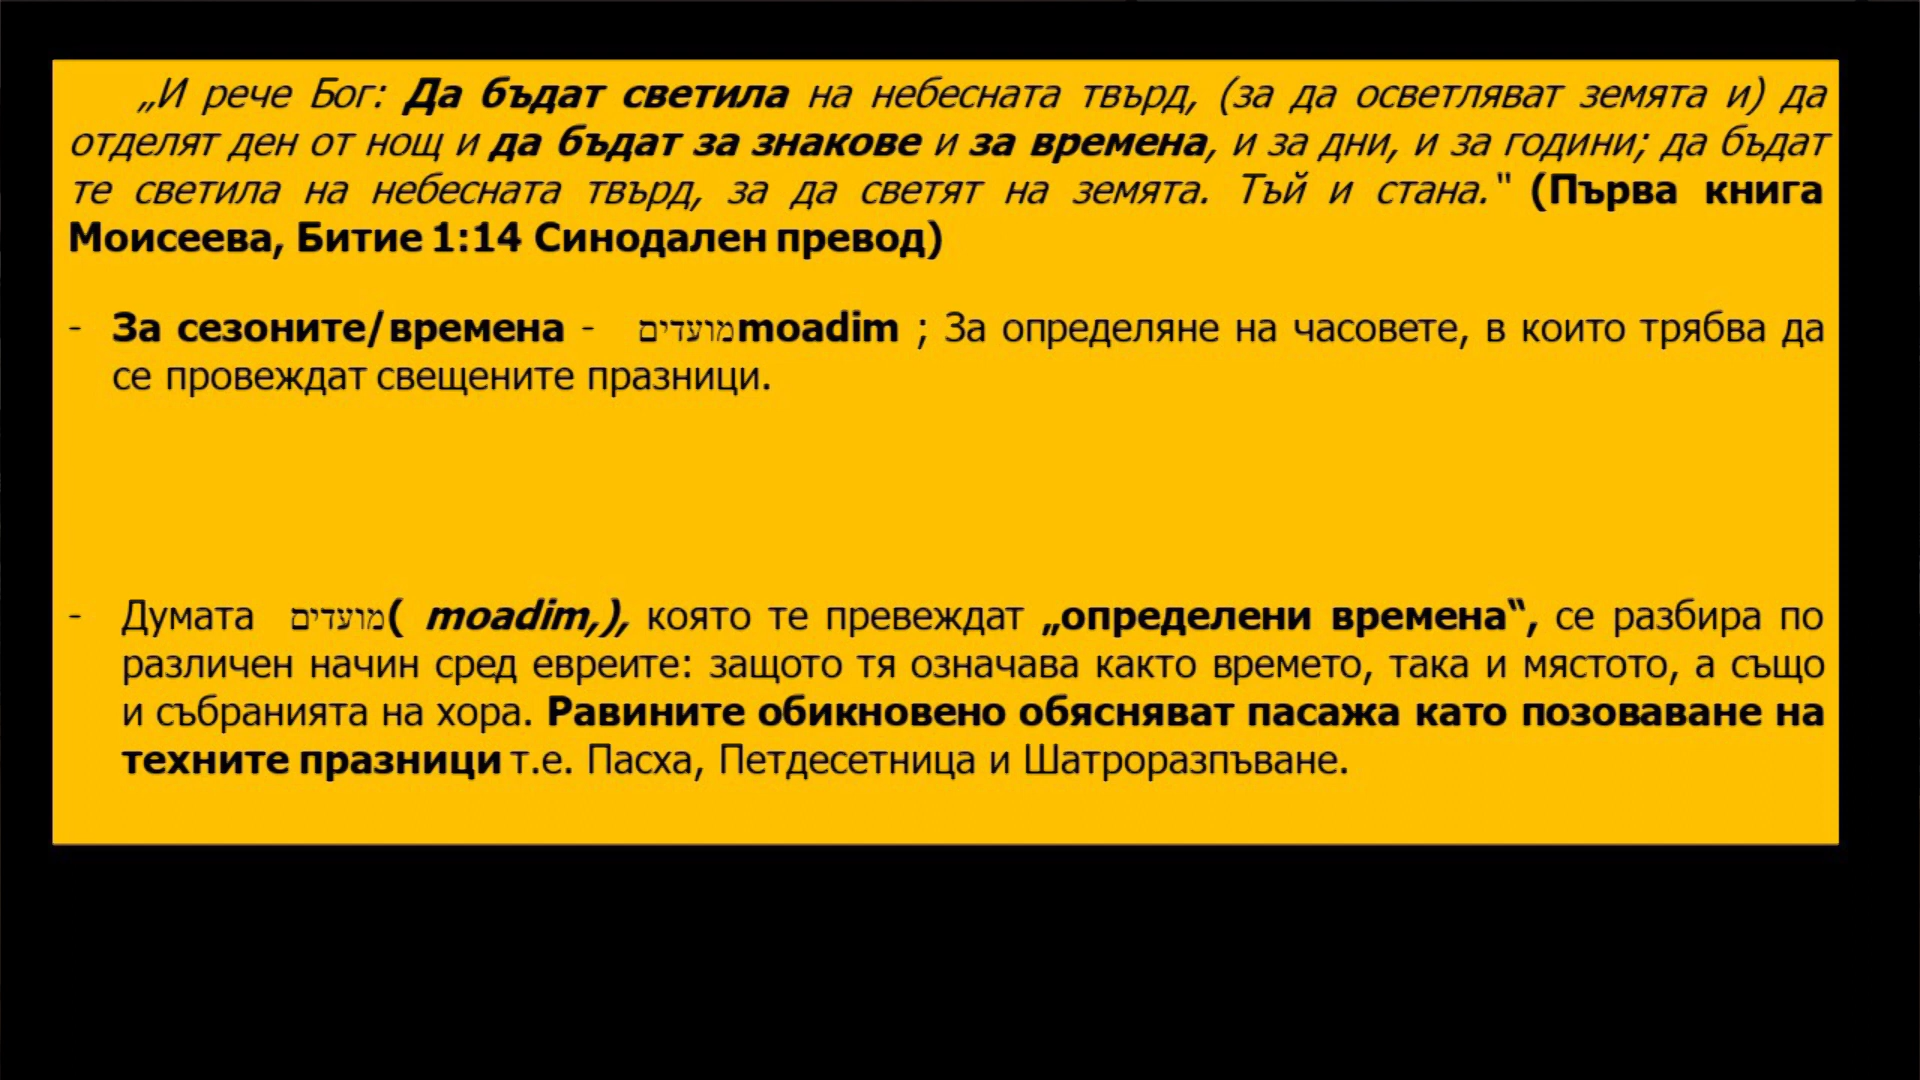 „И рече Бог: Да бъдат светила на небесната твърд, (за да осветляват земята и) да
отделят ден от нощ и да бъдат за знакове и за времена, и за дни, и за години; да бъдат
те светила на небесната твърд, за да светят на земята. Тъй и стана." (Първа книга
Моисеева, Битие 1:14 Синодален превод)
- За сезоните/времена - מועדים moadim ; За определяне на часовете, в които трябва да
се провеждат свещените празници.
- Думата מועדים ( moadim,), която те превеждат „определени времена“, се разбира по
различен начин сред евреите: защото тя означава както времето, така и мястото, а също
и събранията на хора. Равините обикновено обясняват пасажа като позоваване на
техните празници т.е. Пасха, Петдесетница и Шатроразпъване.